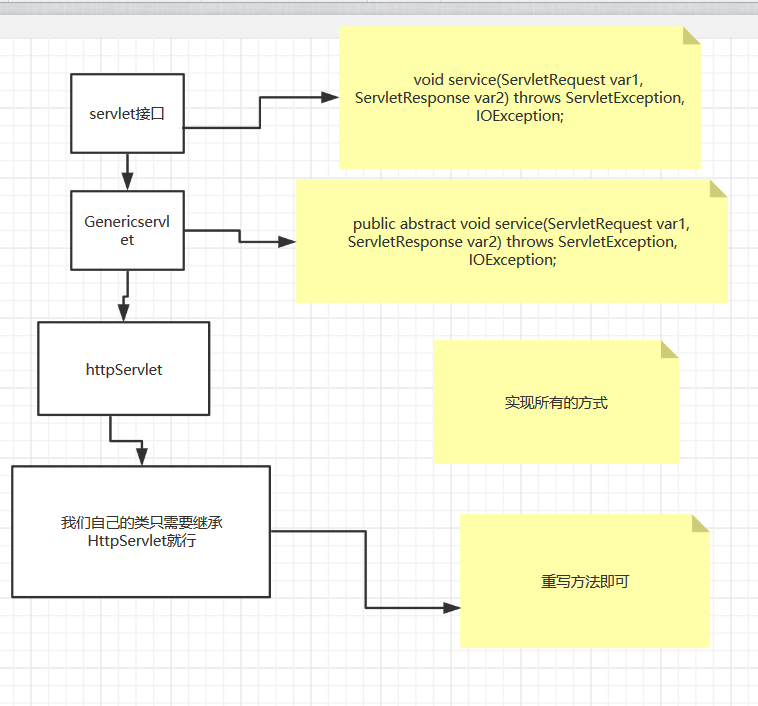 servlet接口
void service(ServletRequest var1,
ServletResponse var2) throws ServletException,
IOException;
Genericservl
et
public abstract void service(ServletRequest var1,
ServletResponse var2) throws ServletException,
IOException;
httpServlet
实现所有的方式
我们自己的类只需要继承
HttpServlet就行
重写方法即可